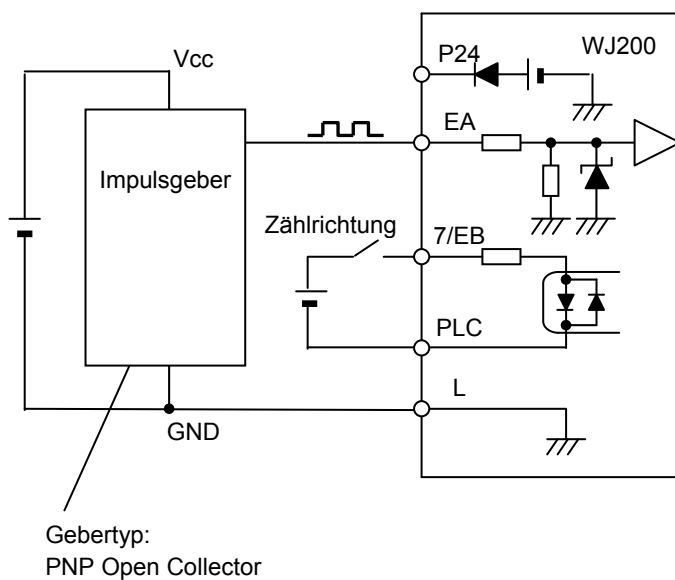 Vcc
P24
WJ200
EA
Impulsgeber
Zählrichtung
7/EB
PLC
L
GND
Gebertyp:
PNP Open Collector